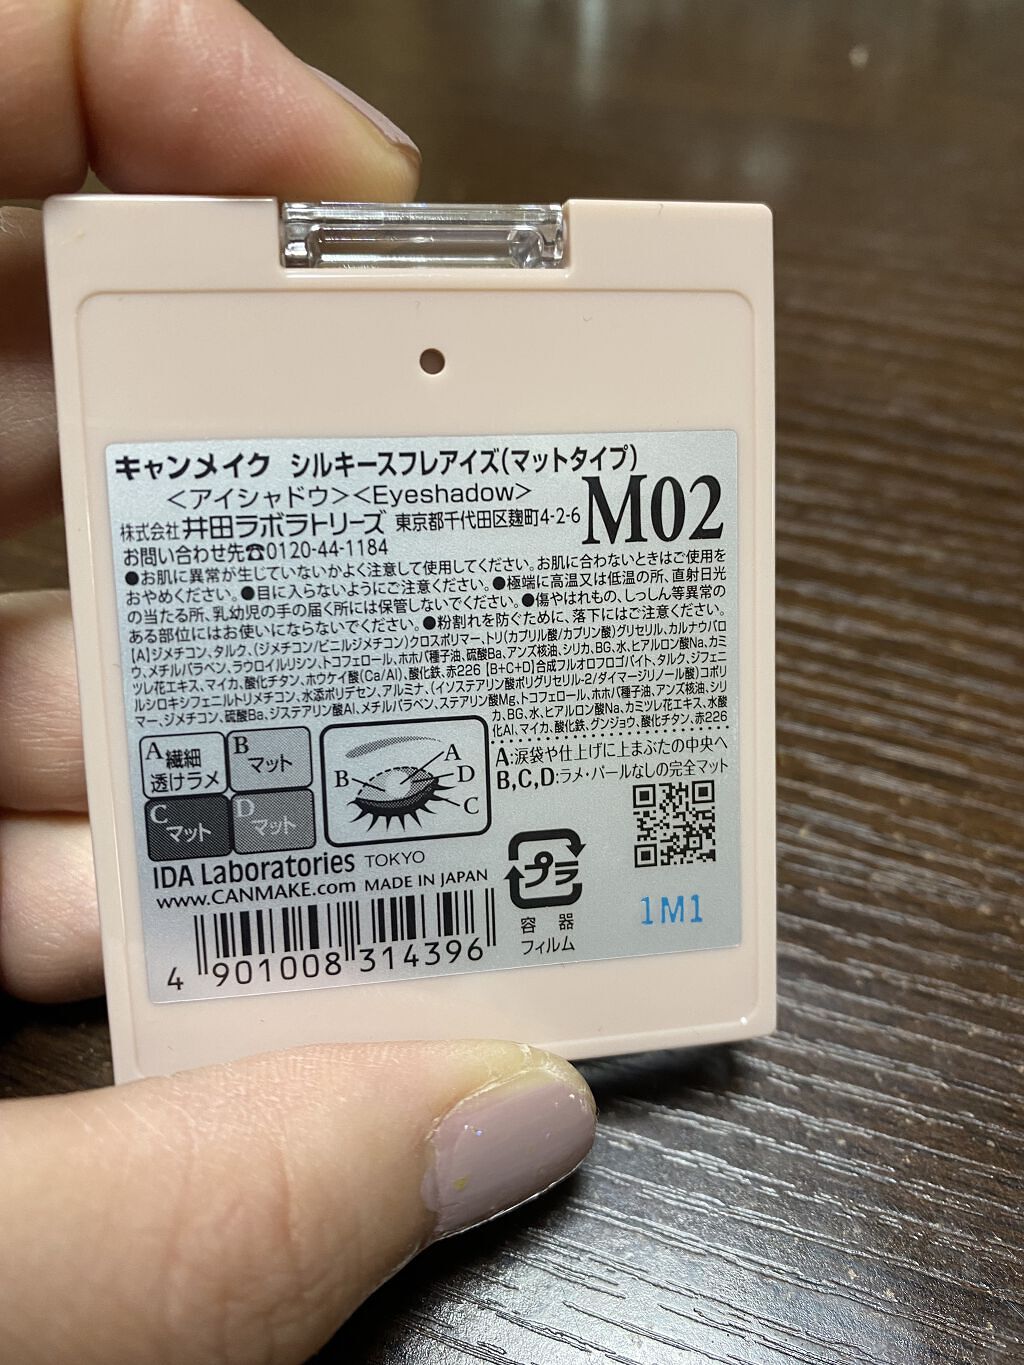 キャンメイク シルキースフレアイズ(マットタイプ)
<アイシャドウ><Eyeshadow>
M02
株式会社 井田ラボラトリーズ 東京都千代田区麹町4-2-6
お問い合わせ先☎0120-44-1184
●お肌に異常が生じていないかよく注意して使用してください。お肌に合わないときはご使用を
おやめください。●目に入らないようにご注意ください。●極端に高温又は低温の所、直射日光
の当たる所、乳幼児の手の届く所には保管しないでください。●傷やはれもの、しっしん等異常の
ある部位にはお使いにならないでください。●粉割れを防ぐために、落下にはご注意ください。
【A】ジメチコン、タルク、(ジメチコン/ビニルジメチコン)クロスポリマー、トリ(カプリル酸/カプリン酸)グリセリル、カルナウバロ
ウ、メチルパラベン、ラウロイルリシン、トコフェロール、ホホバ種子油、硫酸Ba、アンズ核油、シリカ、BG、水、ヒアルロン酸Na、カミ
ツレ花エキス、マイカ、酸化チタン、ホウケイ酸(Ca/Al)、酸化鉄、赤226【B+C+D】合成フルオロフロゴパイト、タルク、ジフェニ
ルシロキシフェニルトリメチコン、水添ポリデセン、アルミナ、(イソステアリン酸ポリグリセリル-2/ダイマージリノール酸)コポリ
マー、ジメチコン、硫酸Ba、ジステアリン酸Al、メチルパラベン、ステアリン酸Mg、トコフェロール、ホホバ種子油、アンズ核油、シリ
カ、BG、水、ヒアルロン酸Na、カミツレ花エキス、水酸
化Al、マイカ、酸化鉄、グンジョウ、酸化チタン、赤226
A 繊細
透けラメ
B マット
C マット
D マット
A
B
D
C
A:涙袋や仕上げに上まぶたの中央へ
B,C,D:ラメ・パールなしの完全マット
IDA Laboratories TOKYO
www.CANMAKE.com MADE IN JAPAN
4 901008 314396
プラ
容器
フィルム
1M1